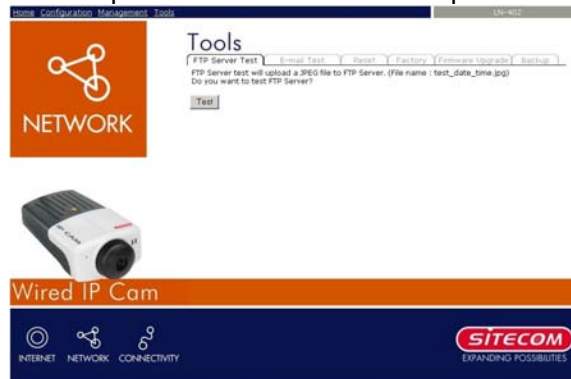 Home Configuration Management Tools
LN-402
Tools
FTP Server Test E-mail Test Reset Factory Firmware Upgrade Backup
FTP Server test will upload a JPEG file to FTP Server. (File name : test_date_time.jpg)
Do you want to test FTP Server?
Test
NETWORK
IP CAM
Wired IP Cam
INTERNET NETWORK CONNECTIVITY
SITECOM
EXPANDING POSSIBILITIES